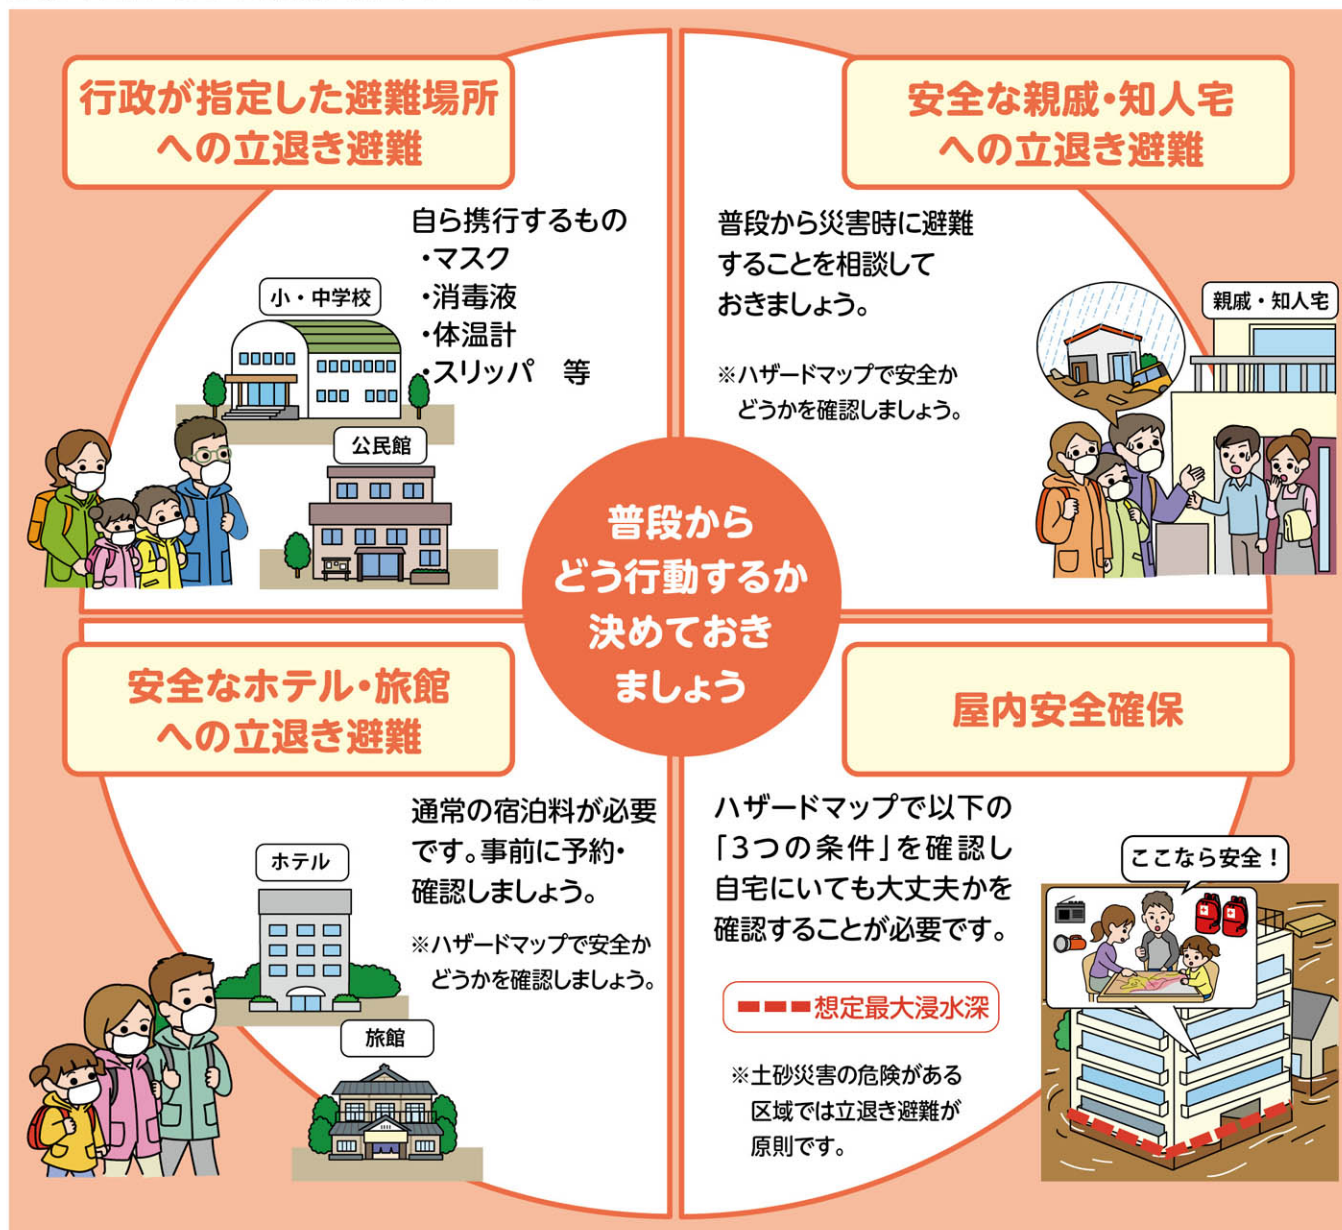 行政が指定した避難場所
への立退き避難
自ら携行するもの
・マスク
・消毒液
・体温計
・スリッパ　等
小・中学校
公民館
安全な親戚・知人宅
への立退き避難
普段から災害時に避難
することを相談して
おきましょう。
※ハザードマップで安全か
どうかを確認しましょう。
親戚・知人宅
普段から
どう行動するか
決めておき
ましょう
安全なホテル・旅館
への立退き避難
通常の宿泊料が必要
です。事前に予約・
確認しましょう。
※ハザードマップで安全か
どうかを確認しましょう。
ホテル
旅館
屋内安全確保
ハザードマップで以下の
「3つの条件」を確認し
自宅にいても大丈夫かを
確認することが必要です。
想定最大浸水深
※土砂災害の危険がある
区域では立退き避難が
原則です。
ここなら安全！